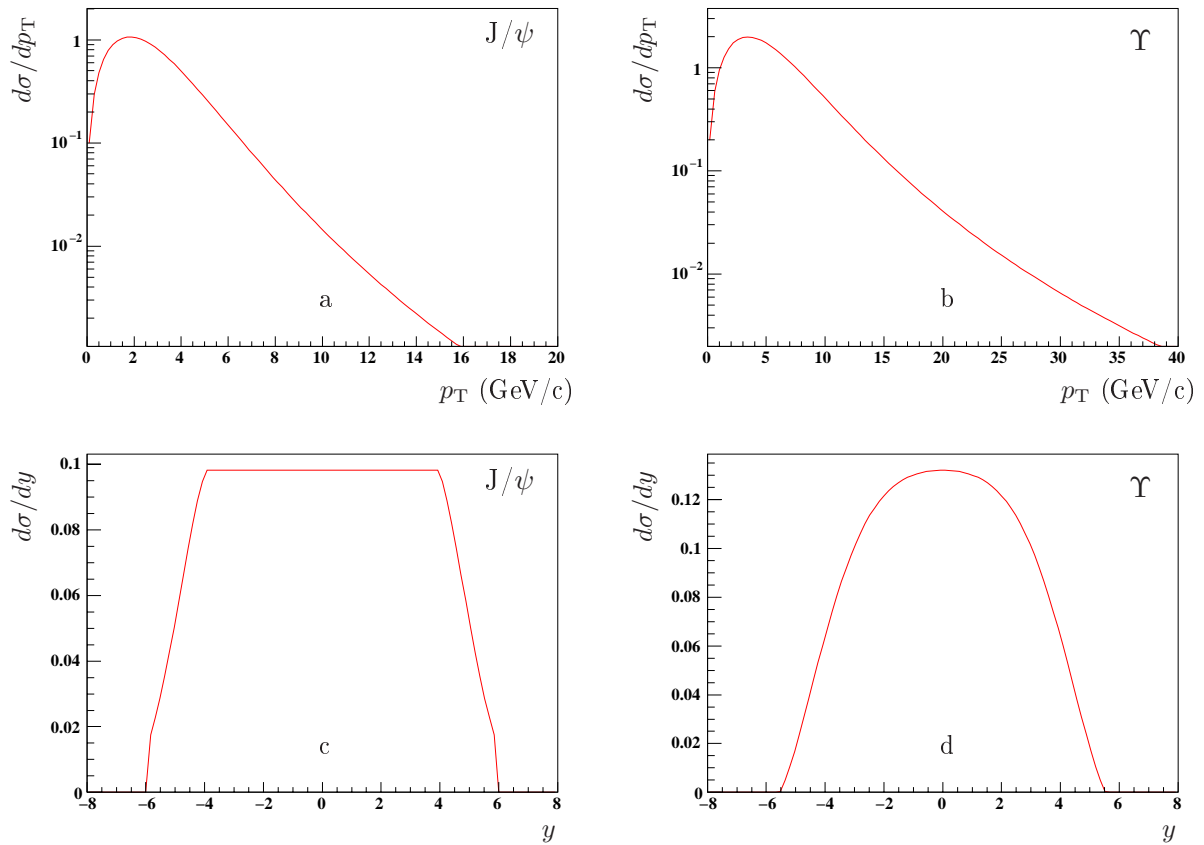 dσ/dp_T
J/ψ
1
10⁻¹
10⁻²
a
0 2 4 6 8 10 12 14 16 18 20
p_T (GeV/c)
dσ/dp_T
ϒ
1
10⁻¹
10⁻²
b
0 5 10 15 20 25 30 35 40
p_T (GeV/c)
dσ/dy
J/ψ
0.1
0.08
0.06
0.04
0.02
0
c
−8 −6 −4 −2 0 2 4 6 8
y
dσ/dy
ϒ
0.12
0.1
0.08
0.06
0.04
0.02
0
d
−8 −6 −4 −2 0 2 4 6 8
y